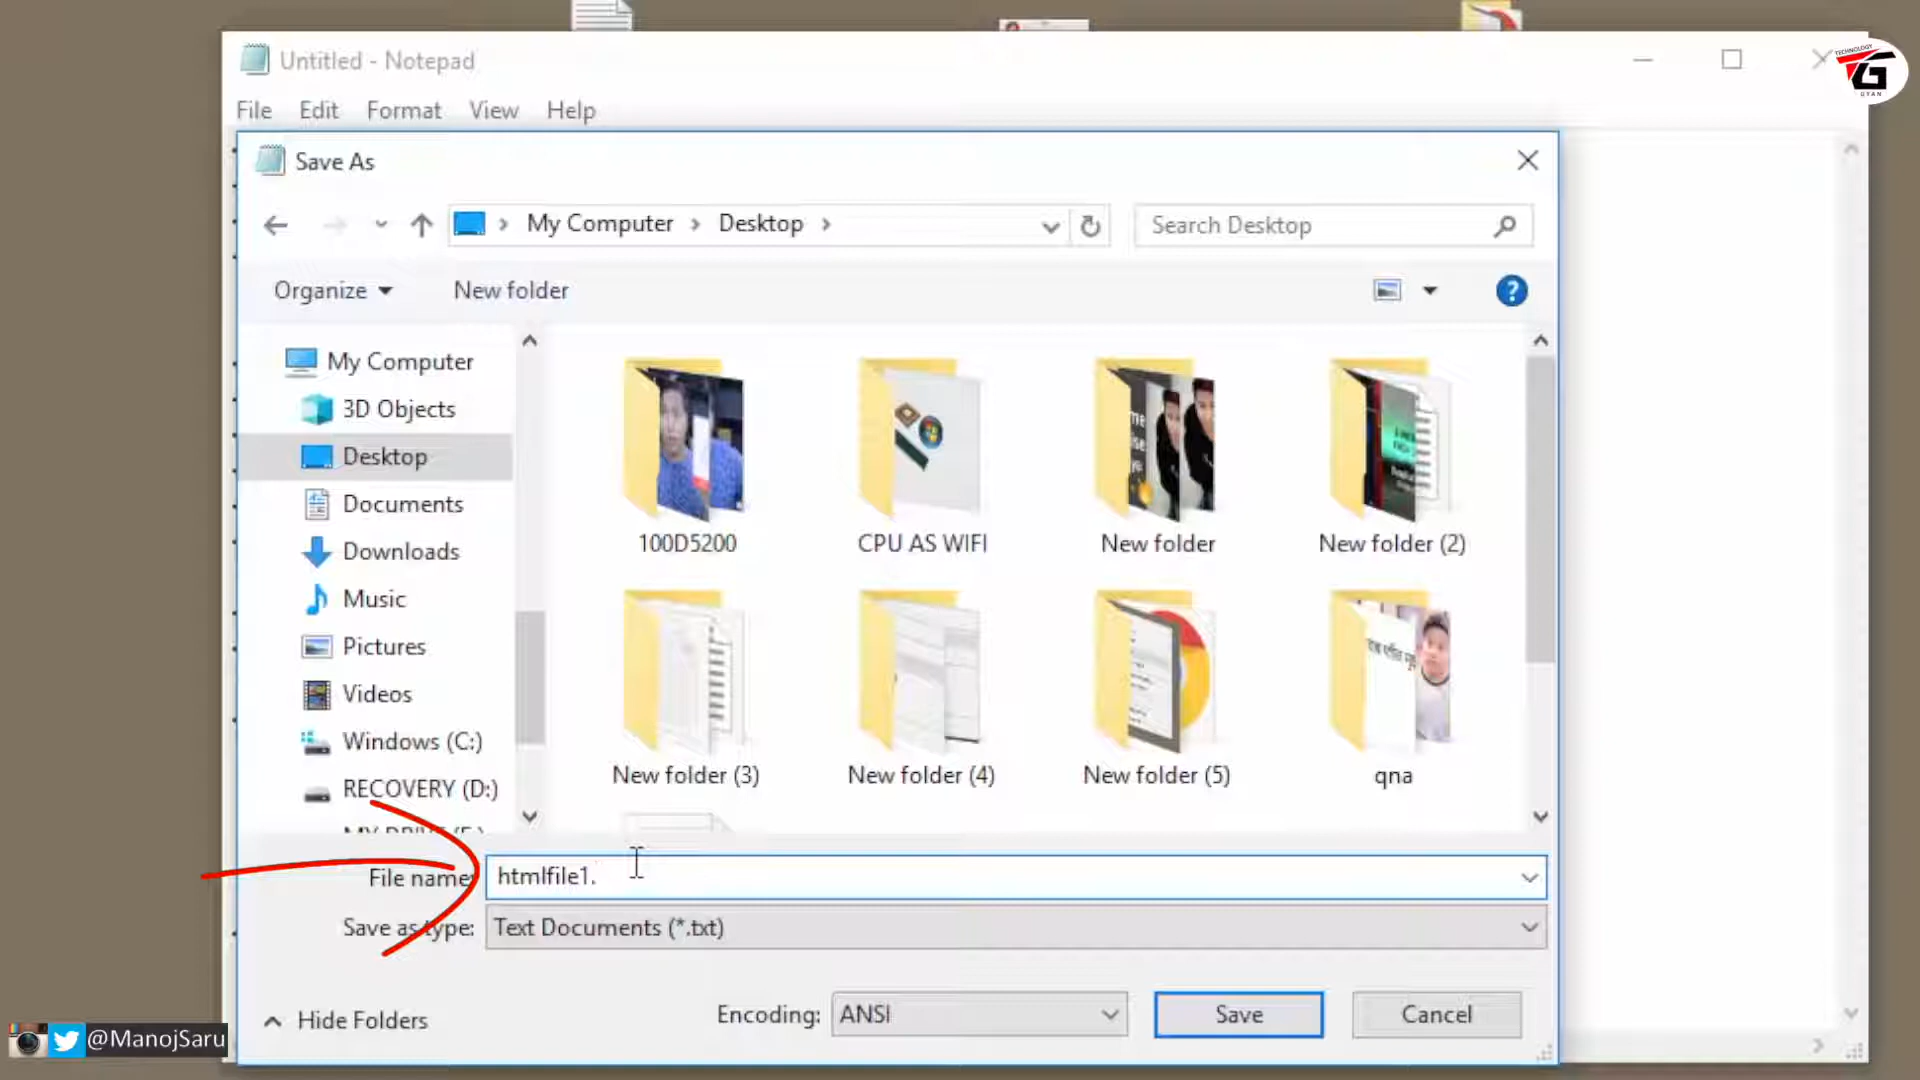 Untitled - Notepad
TECHNOLOGY
GYAN
File Edit Format View Help
Save As
My Computer Desktop
Search Desktop
Organize New folder
My Computer
3D Objects
Desktop
Documents
Downloads
Music
Pictures
Videos
Windows (C:)
RECOVERY (D:)
100D5200 CPU AS WIFI New folder New folder (2)
New folder (3) New folder (4) New folder (5) qna
File name: htmlfile1.
Save as type: Text Documents (*.txt)
Hide Folders
Encoding: ANSI Save Cancel
@ManojSaru